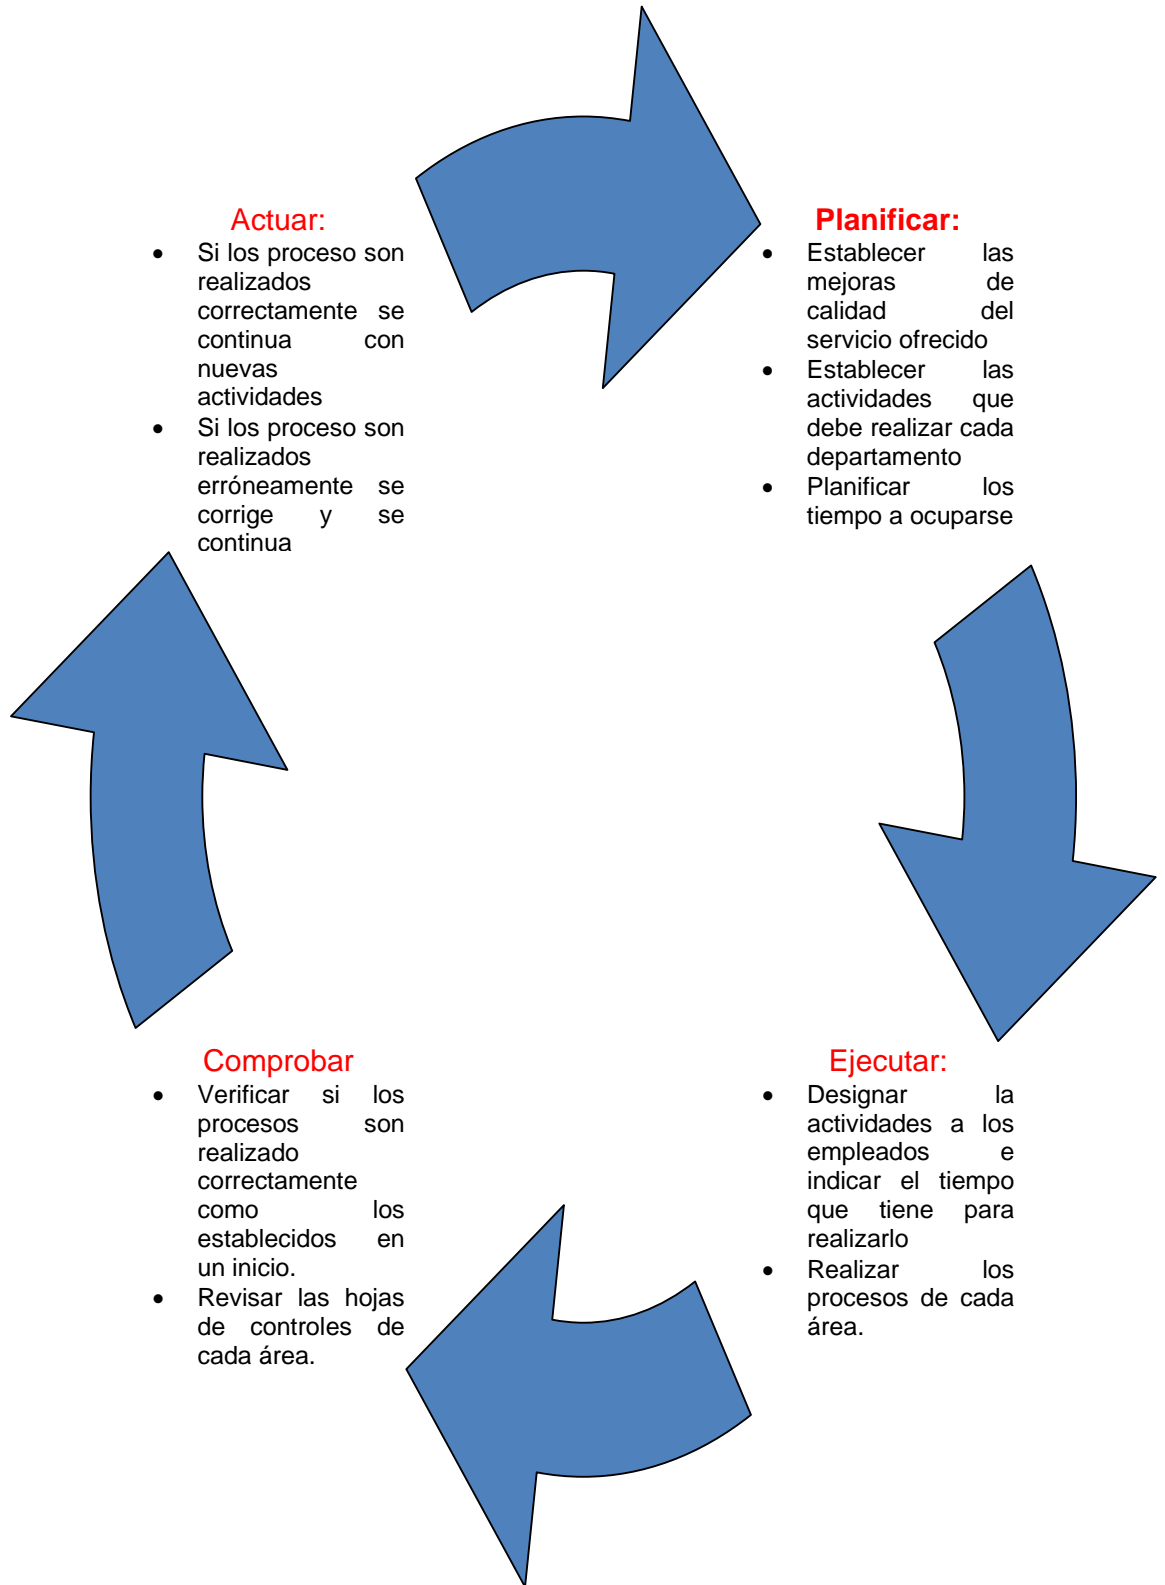 Actuar:
• Si los proceso son
realizados
correctamente se
continua con
nuevas
actividades
• Si los proceso son
realizados
erróneamente se
corrige y se
continua
Planificar:
• Establecer las
mejoras de
calidad del
servicio ofrecido
• Establecer las
actividades que
debe realizar cada
departamento
• Planificar los
tiempo a ocuparse
Comprobar
• Verificar si los
procesos son
realizado
correctamente
como los
establecidos en
un inicio.
• Revisar las hojas
de controles de
cada área.
Ejecutar:
• Designar la
actividades a los
empleados e
indicar el tiempo
que tiene para
realizarlo
• Realizar los
procesos de cada
área.